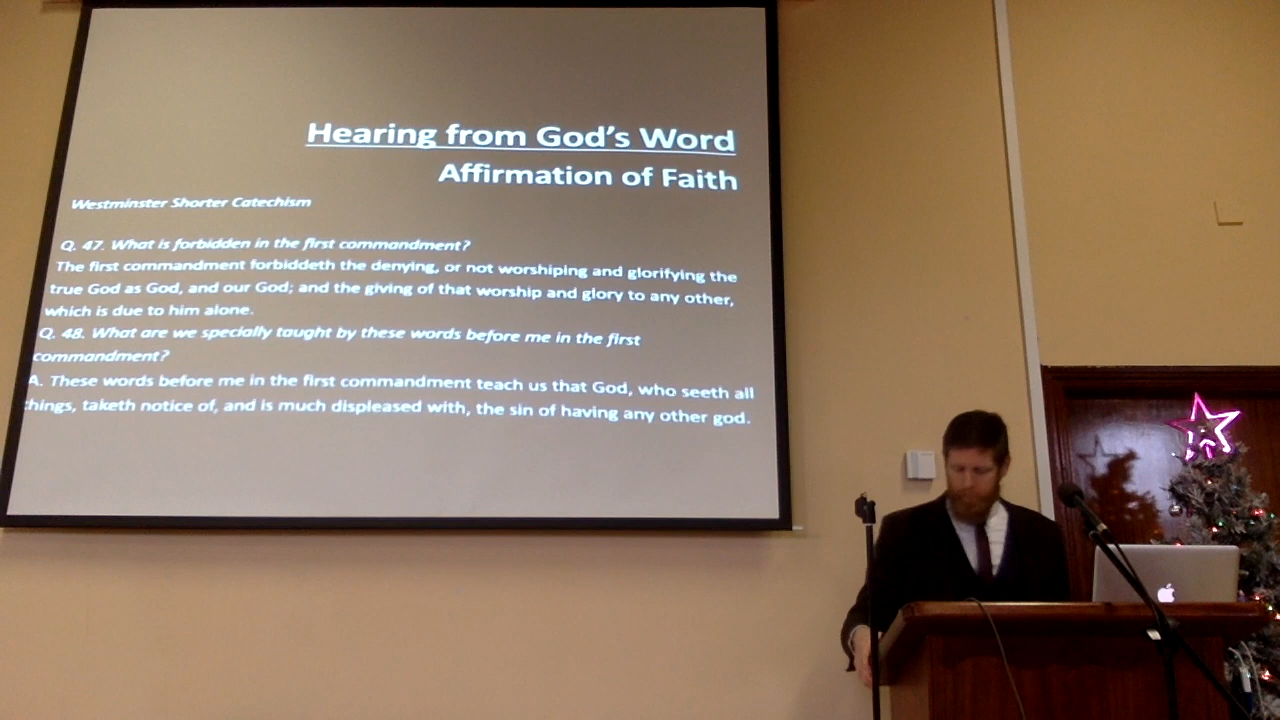 Hearing from God's Word
Affirmation of Faith
Westminster Shorter Catechism
Q. 47. What is forbidden in the first commandment?
The first commandment forbiddeth the denying, or not worshiping and glorifying the
true God as God, and our God; and the giving of that worship and glory to any other,
which is due to him alone.
Q. 48. What are we specially taught by these words before me in the first
commandment?
A. These words before me in the first commandment teach us that God, who seeth all
things, taketh notice of, and is much displeased with, the sin of having any other god.